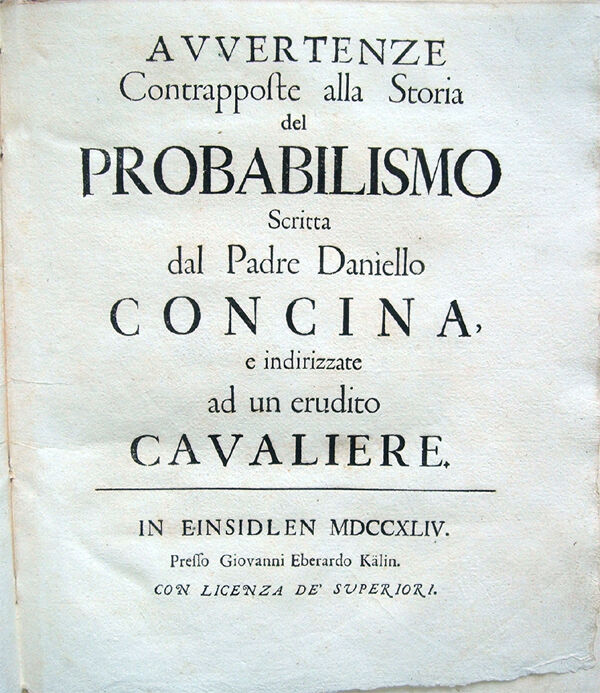 AVVERTENZE
Contrappoſte alla Storia
del
PROBABILISMO
Scritta
dal Padre Daniello
CONCINA,
e indirizzate
ad un erudito
CAVALIERE.
IN EINSIDLEN MDCCXLIV.
Preſſo Giovanni Eberardo Kälin.
CON LICENZA DE' SVPERIORI.